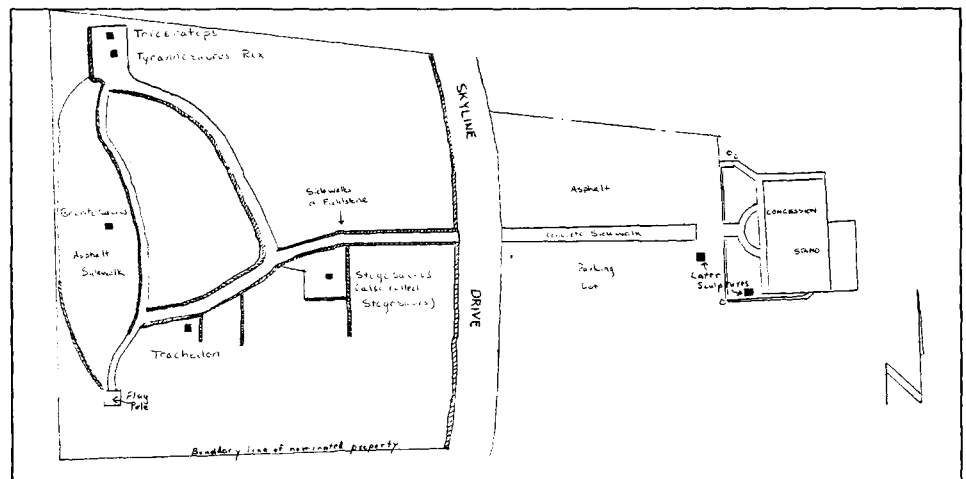 Triceratops
Tyrannosaurus Rex
SKYLINE
DRIVE
Sidewalks
of Fieldstone
Brontosaurus
Asphalt
Sidewalk
Stegosaurus
(also called
Trachodon
Flag
Pole
Boundary line of nominated property.
Asphalt
Concrete Sidewalk
Parking
Lot
CONCESSION
STAND
Later
Sculptures